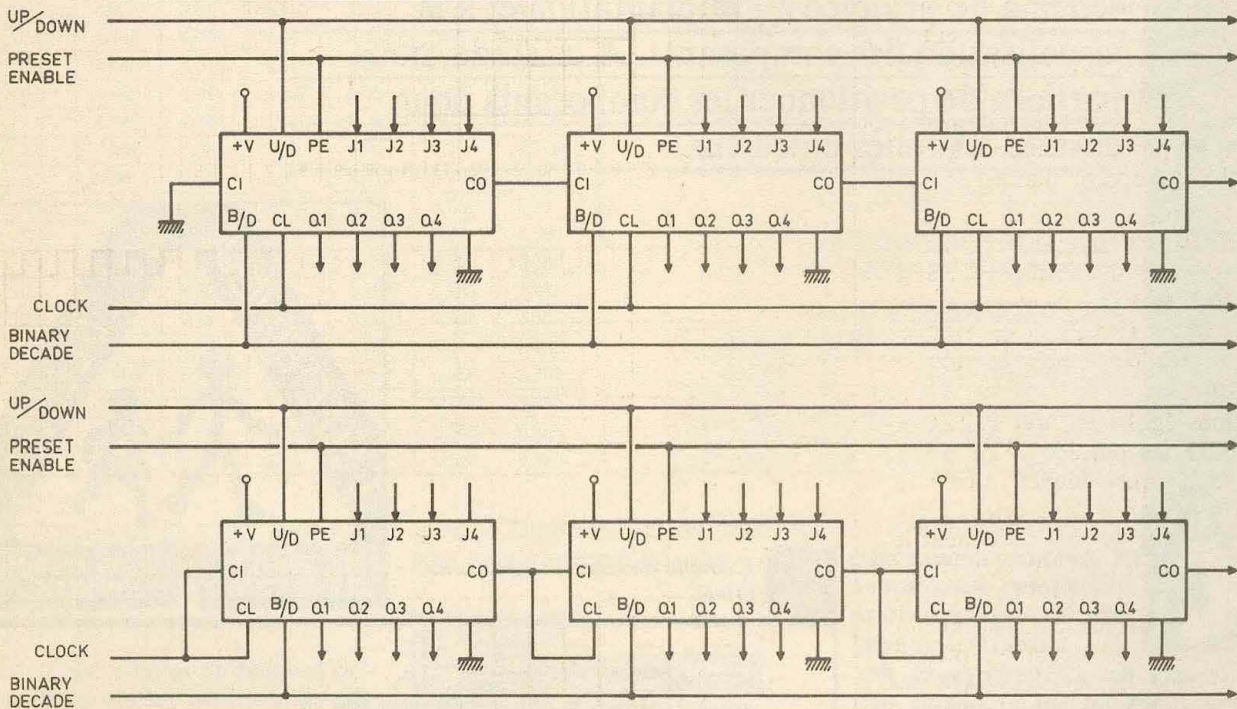 UP/DOWN
PRESET
ENABLE
+V U/D PE J1 J2 J3 J4
CI CO
B/D CL Q1 Q2 Q3 Q4
+V U/D PE J1 J2 J3 J4
CI CO
B/D CL Q1 Q2 Q3 Q4
+V U/D PE J1 J2 J3 J4
CI CO
B/D CL Q1 Q2 Q3 Q4
CLOCK
BINARY
DECADE
UP/DOWN
PRESET
ENABLE
+V U/D PE J1 J2 J3 J4
CI CO
CL B/D Q1 Q2 Q3 Q4
+V U/D PE J1 J2 J3 J4
CI CO
CL B/D Q1 Q2 Q3 Q4
+V U/D PE J1 J2 J3 J4
CI CO
CL B/D Q1 Q2 Q3 Q4
CLOCK
BINARY
DECADE